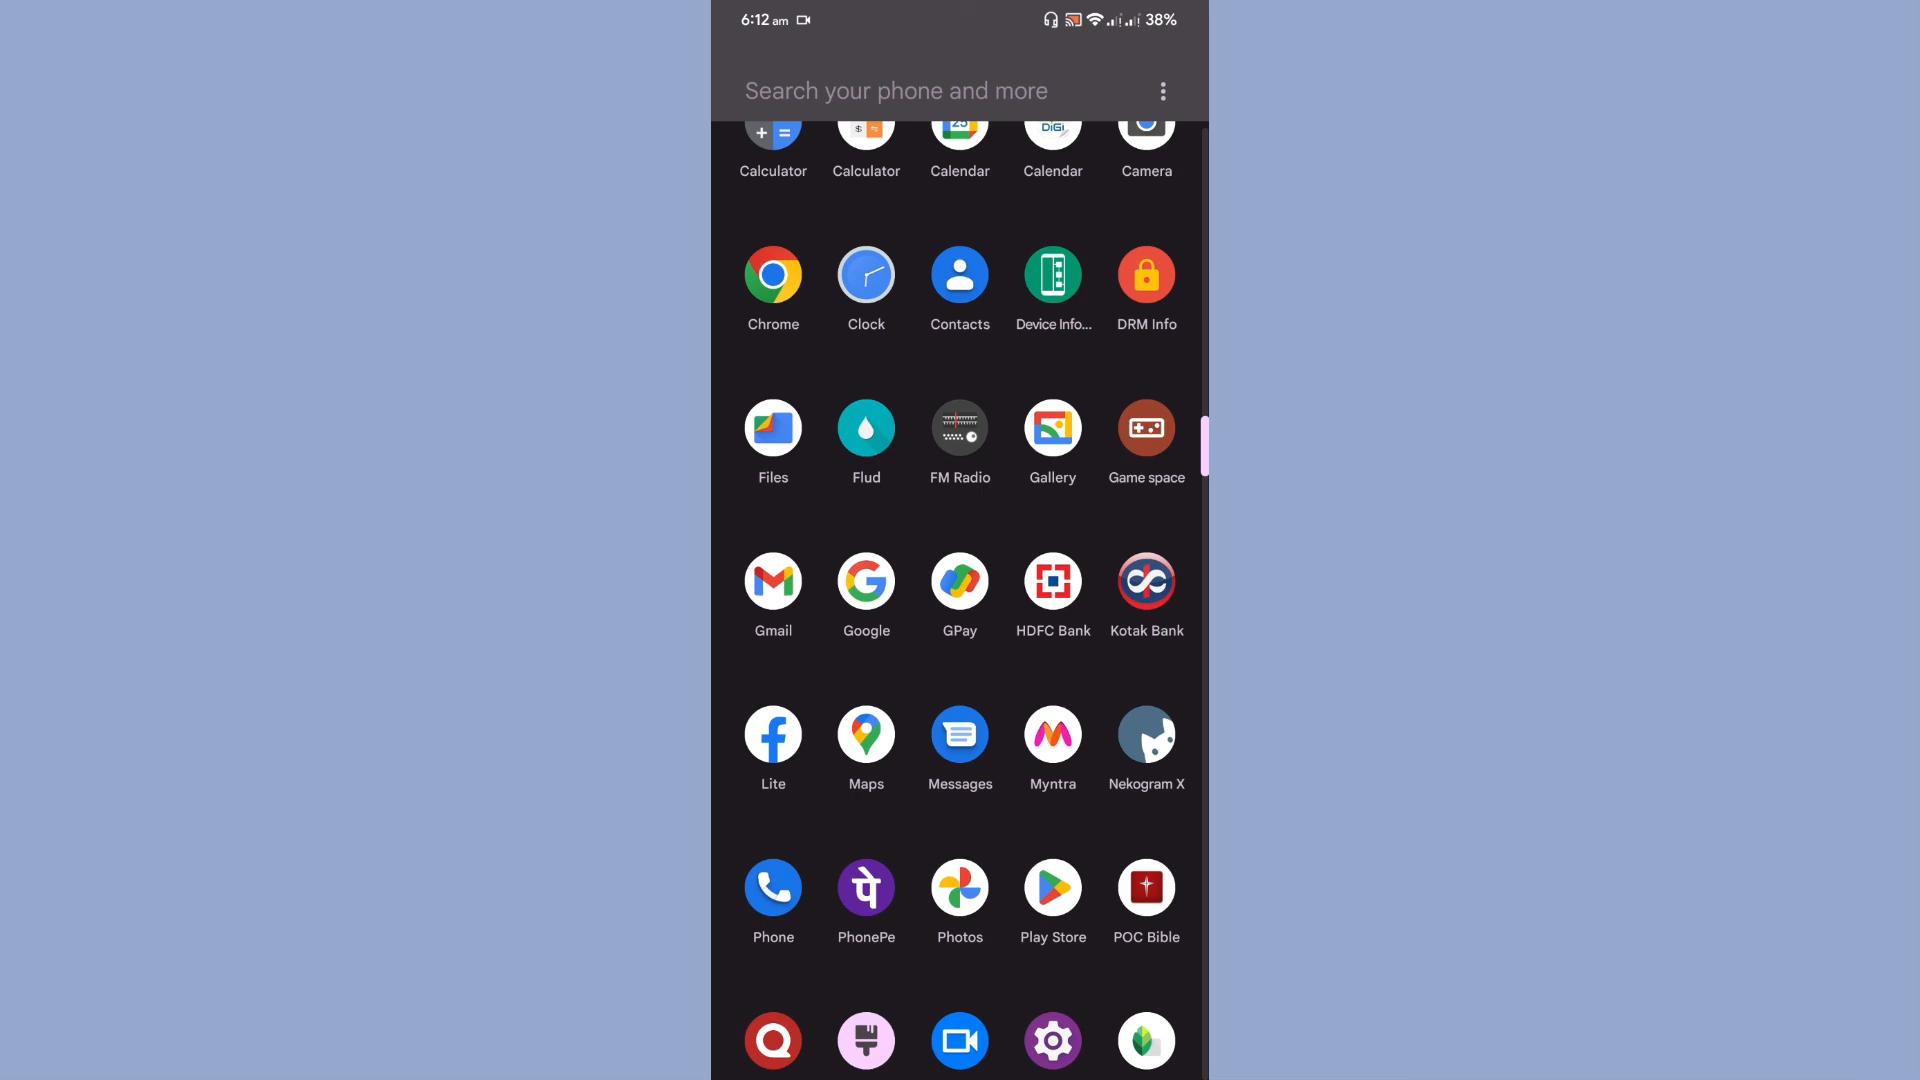 6:12 am 38%
Search your phone and more
25 DiGi
Calculator Calculator Calendar Calendar Camera
Chrome Clock Contacts Device Info... DRM Info
Files Flud FM Radio Gallery Game space
Gmail Google GPay HDFC Bank Kotak Bank
Lite Maps Messages Myntra Nekogram X
पे
Phone PhonePe Photos Play Store POC Bible